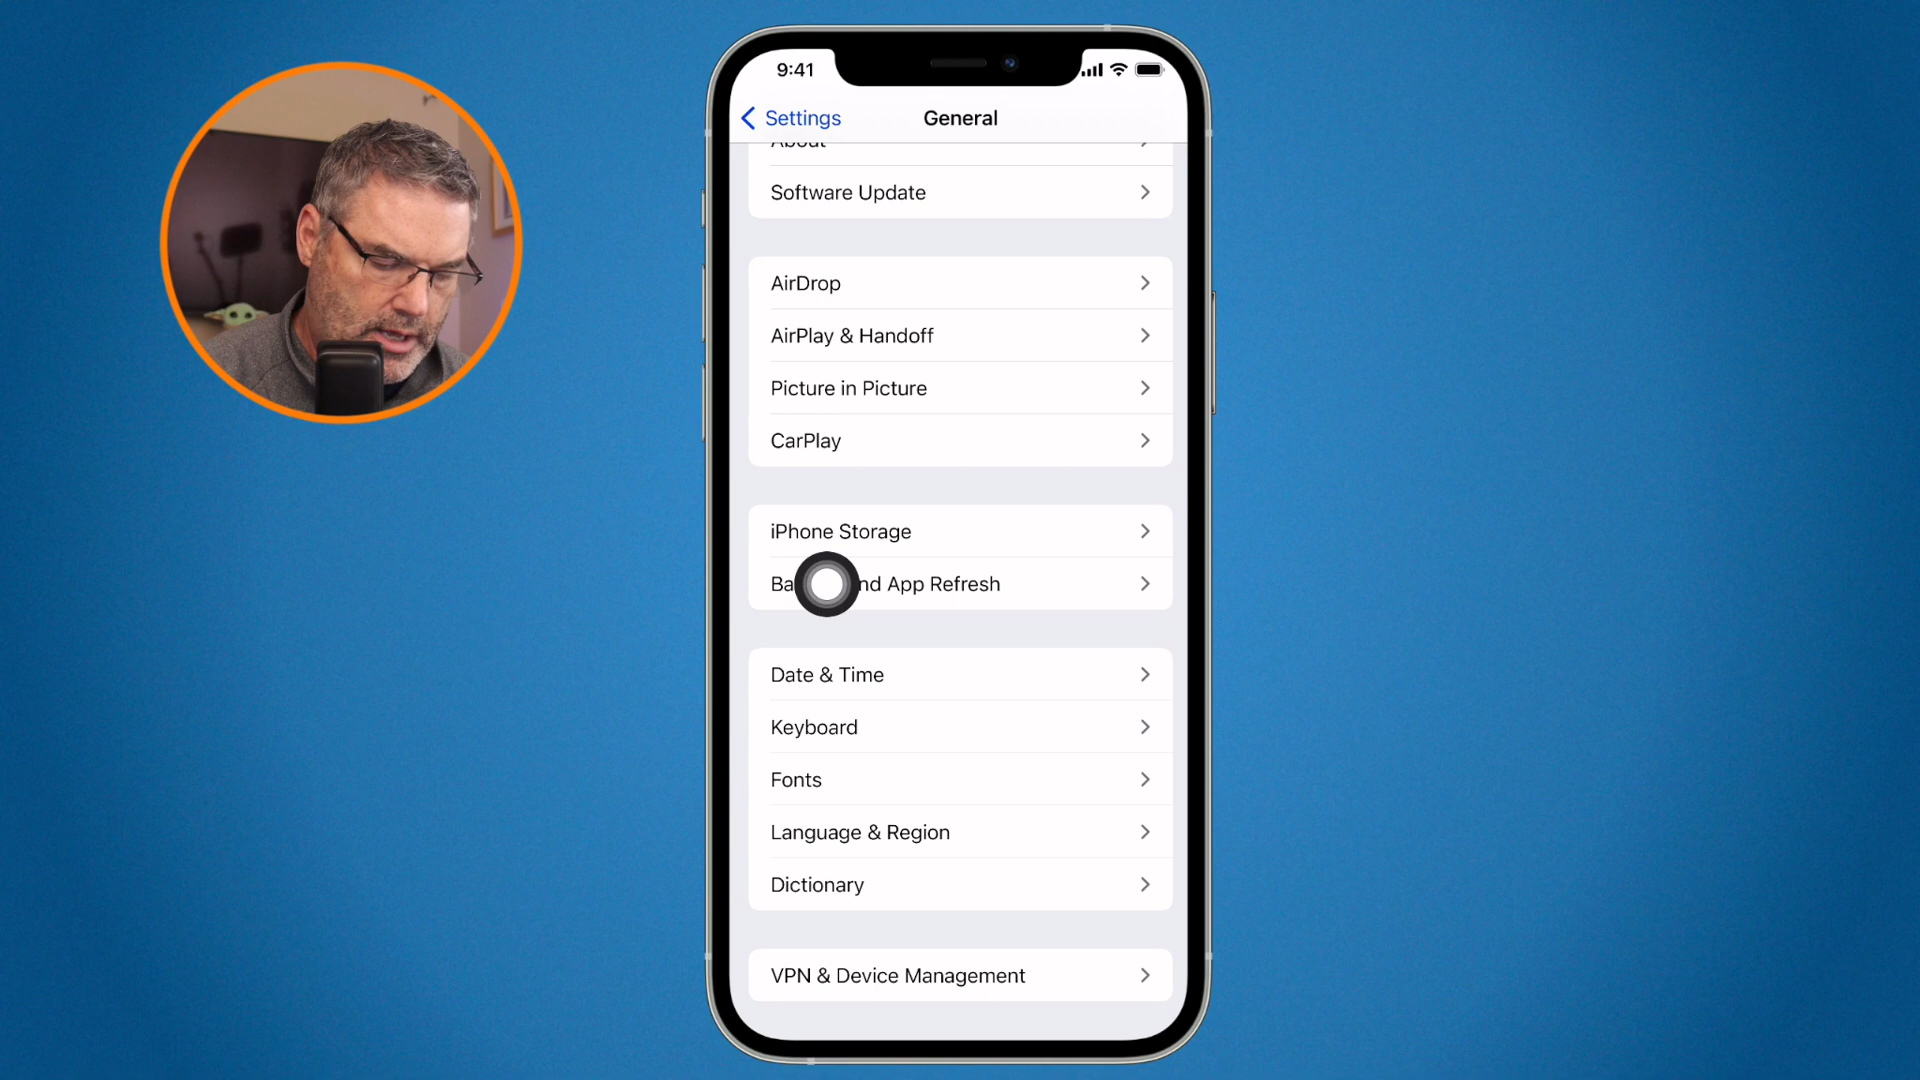 9:41
Settings
General
About
Software Update
AirDrop
AirPlay & Handoff
Picture in Picture
CarPlay
iPhone Storage
Ba nd App Refresh
Date & Time
Keyboard
Fonts
Language & Region
Dictionary
VPN & Device Management